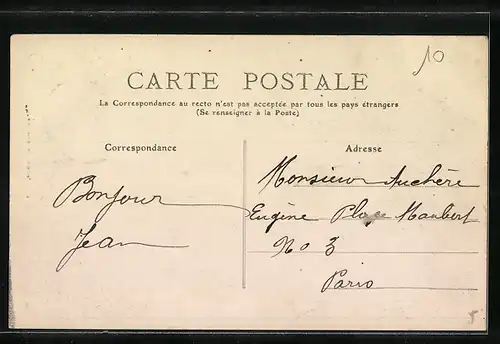 10
CARTE POSTALE
La Correspondance au recto n'est pas acceptée par tous les pays étrangers
(Se renseigner à la Poste)
Correspondance
Bonjour
Jean
Adresse
Monsieur Auchère
Eugène Place Maubert
No 3
Paris